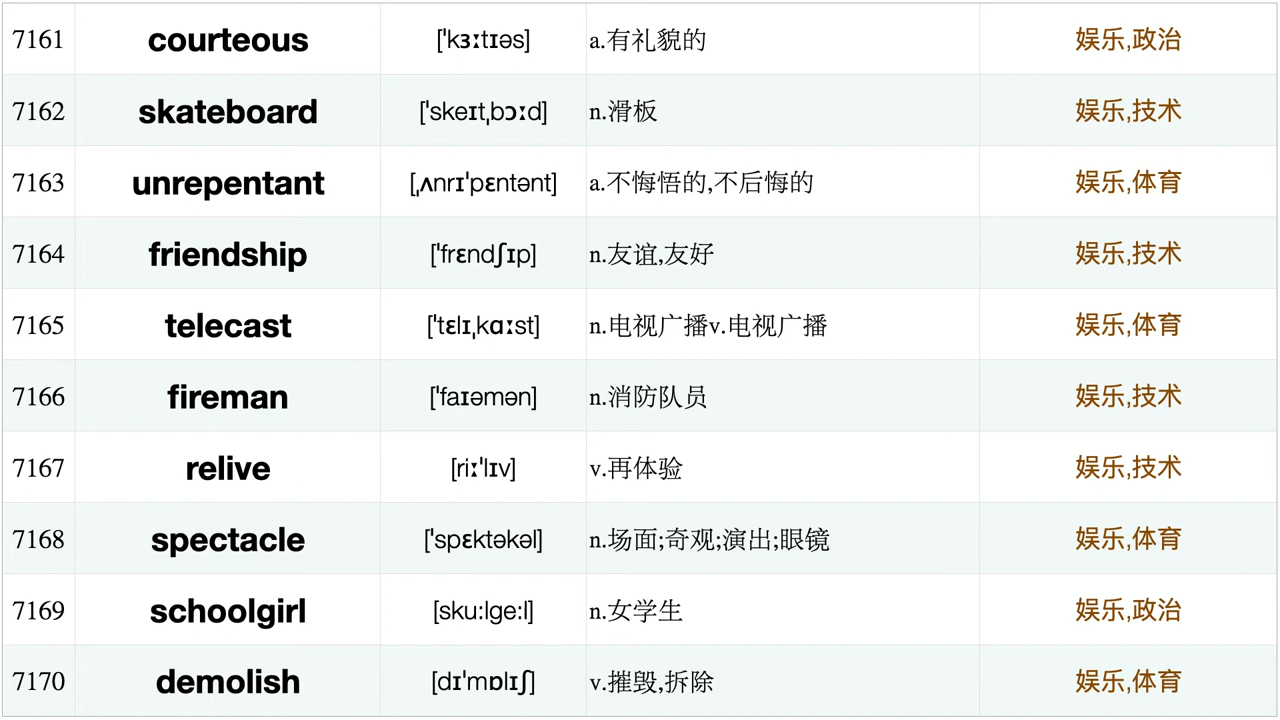 7161 courteous [ˈkɜːtɪəs] a.有礼貌的 娱乐,政治
7162 skateboard [ˈskeɪtˌbɔːd] n.滑板 娱乐,技术
7163 unrepentant [ˌʌnrɪˈpɛntənt] a.不悔悟的,不后悔的 娱乐,体育
7164 friendship [ˈfrɛndʃɪp] n.友谊,友好 娱乐,技术
7165 telecast [ˈtɛlɪˌkɑːst] n.电视广播v.电视广播 娱乐,体育
7166 fireman [ˈfaɪəmən] n.消防队员 娱乐,技术
7167 relive [riːˈlɪv] v.再体验 娱乐,技术
7168 spectacle [ˈspɛktəkəl] n.场面;奇观;演出;眼镜 娱乐,体育
7169 schoolgirl [sku:lge:l] n.女学生 娱乐,政治
7170 demolish [dɪˈmɒlɪʃ] v.摧毁,拆除 娱乐,体育